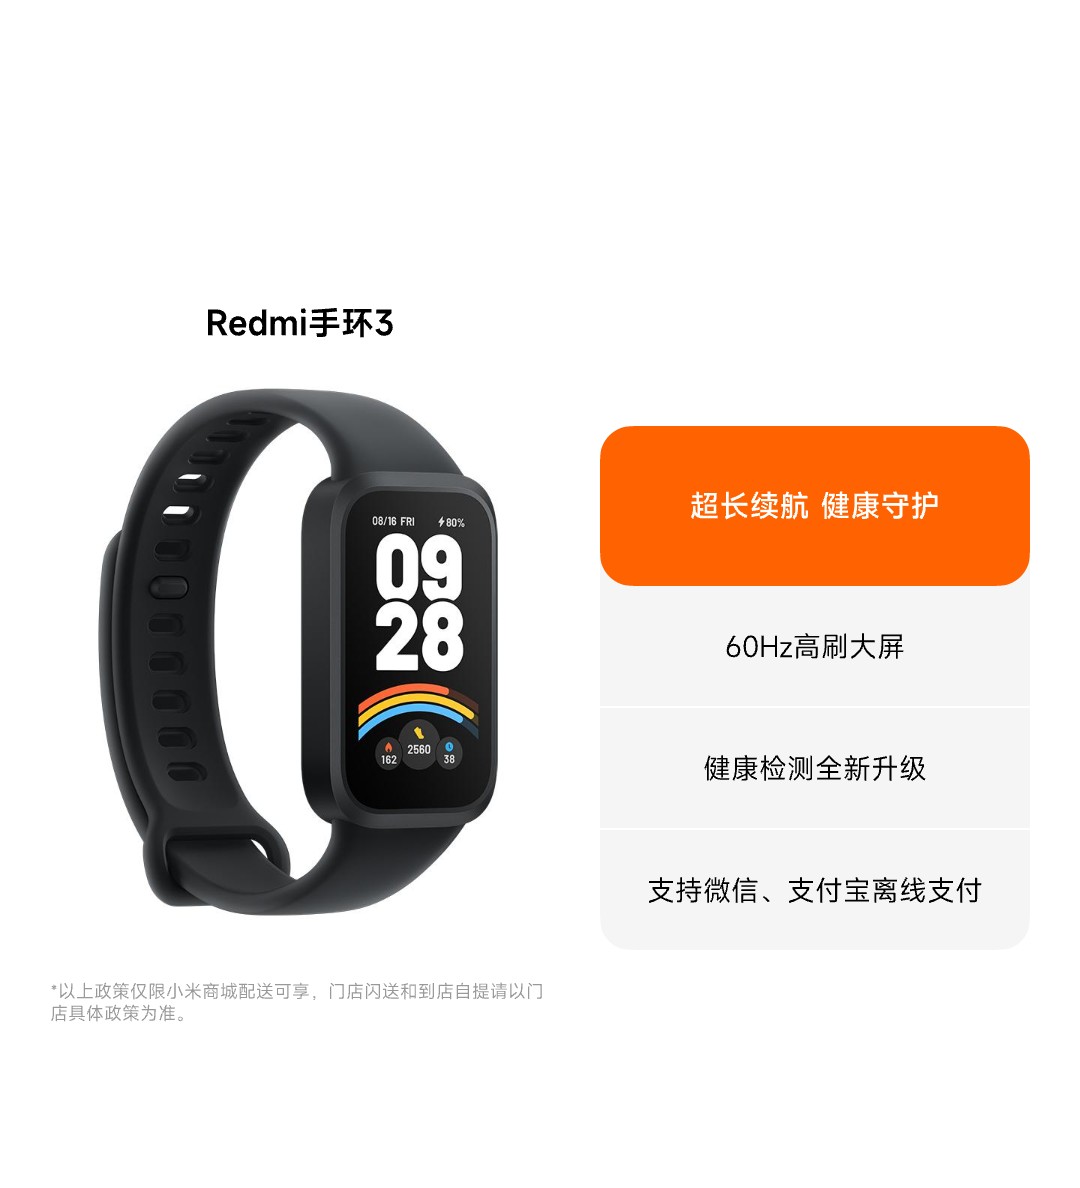 Redmi手环3
08/16 FRI
80%
09
28
162
2560
38
超长续航 健康守护
60Hz高刷大屏
健康检测全新升级
支持微信、支付宝离线支付
*以上政策仅限小米商城配送可享，门店闪送和到店自提请以门
店具体政策为准。